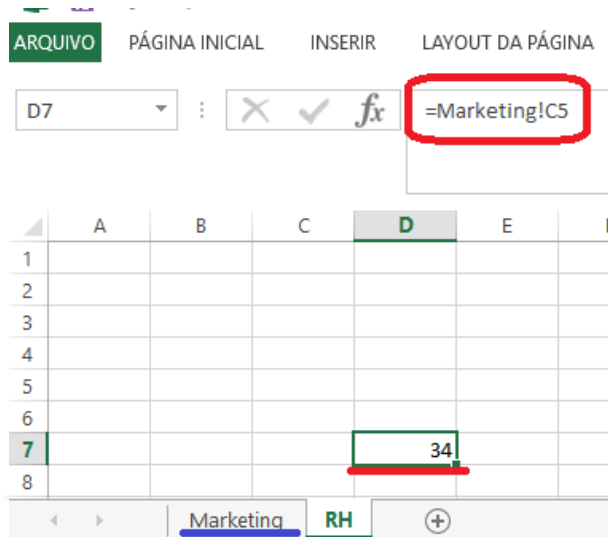 ARQUIVO PÁGINA INICIAL INSERIR LAYOUT DA PÁGINA
D7 fx =Marketing!C5
A B C D E
1
2
3
4
5
6
7 34
8
Marketing RH